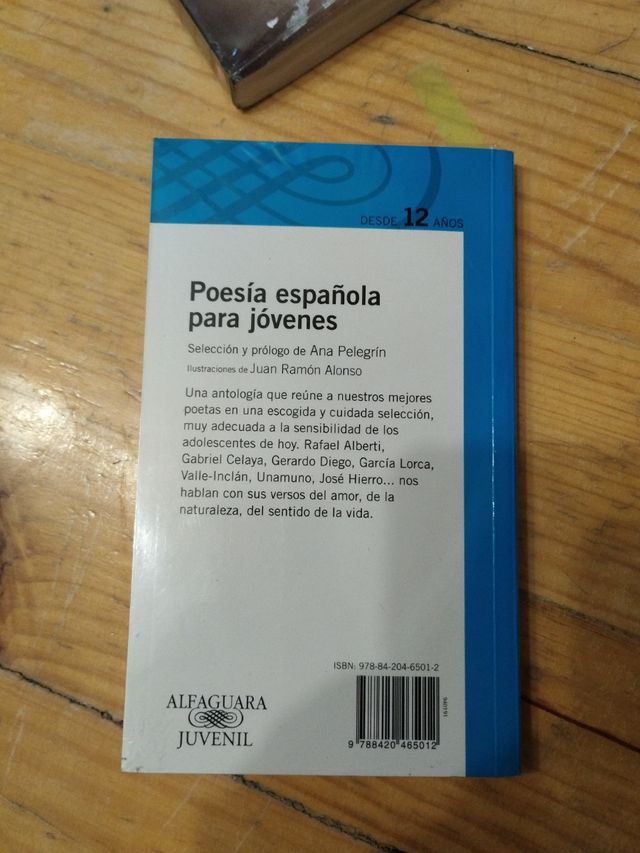 DESDE 12 AÑOS
Poesía española
para jóvenes
Selección y prólogo de Ana Pelegrín
Ilustraciones de Juan Ramón Alonso
Una antología que reúne a nuestros mejores
poetas en una escogida y cuidada selección,
muy adecuada a la sensibilidad de los
adolescentes de hoy. Rafael Alberti,
Gabriel Celaya, Gerardo Diego, García Lorca,
Valle-Inclán, Unamuno, José Hierro... nos
hablan con sus versos del amor, de la
naturaleza, del sentido de la vida.
ISBN: 978-84-204-6501-2
9 788420 465012
ALFAGUARA
JUVENIL